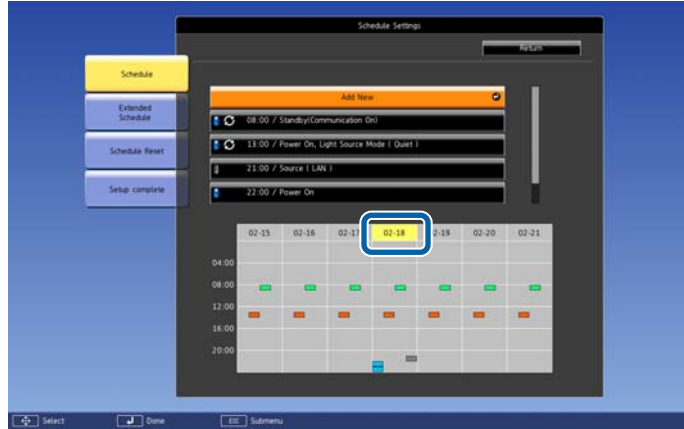 Schedule Settings
Return
Schedule
Extended
Schedule
Schedule Reset
Setup complete
Add New
08:00 / Standby(Communication On)
13:00 / Power On, Light Source Mode ( Quiet )
21:00 / Source ( LAN )
22:00 / Power On
02-15 02-16 02-17 02-18 02-19 02-20 02-21
04:00
08:00
12:00
16:00
20:00
Select Done Esc Submenu